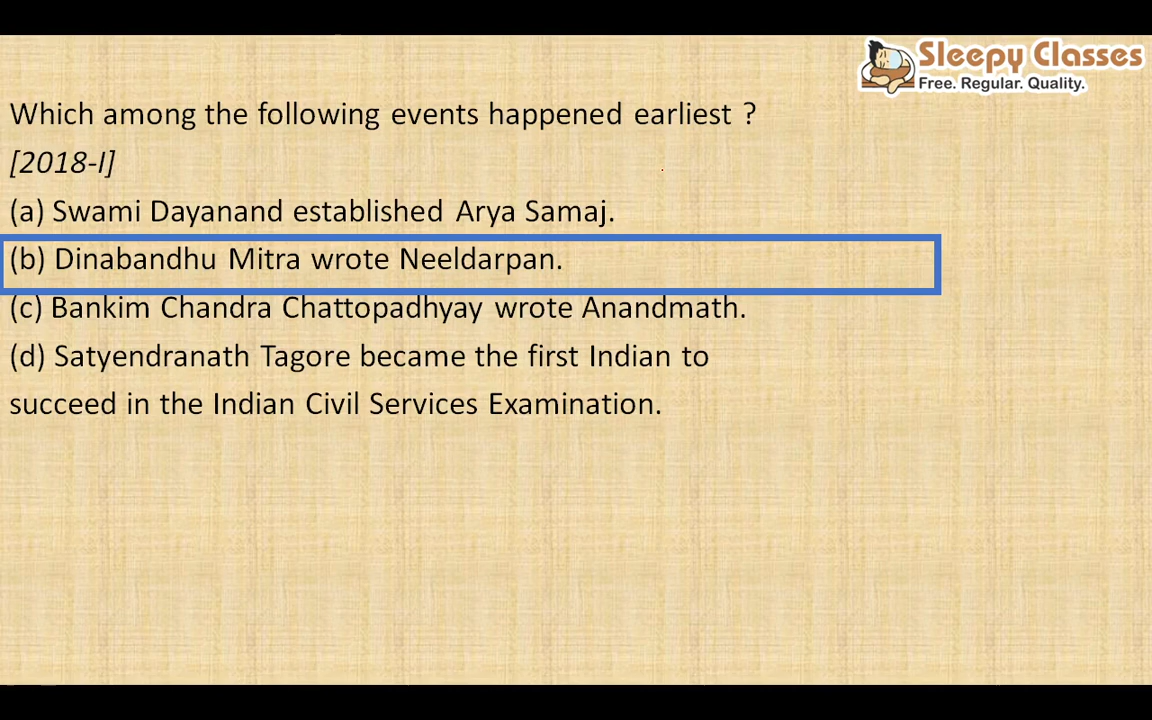 Sleepy Classes
Free. Regular. Quality.
Which among the following events happened earliest ?
[2018-I]
(a) Swami Dayanand established Arya Samaj.
(b) Dinabandhu Mitra wrote Neeldarpan.
(c) Bankim Chandra Chattopadhyay wrote Anandmath.
(d) Satyendranath Tagore became the first Indian to
succeed in the Indian Civil Services Examination.